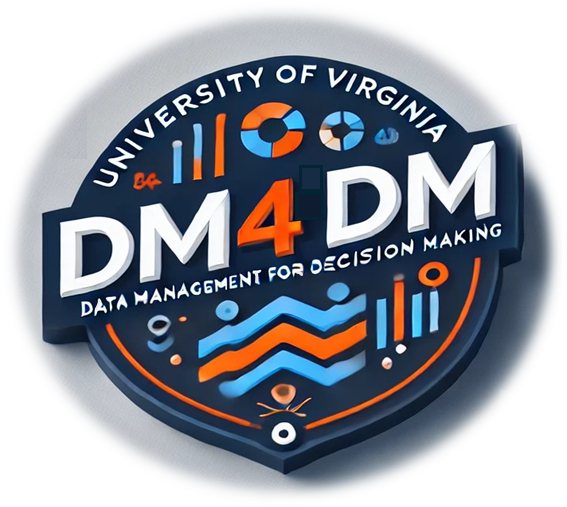 UNIVERSITY OF VIRGINIA
DM4DM
DATA MANAGEMENT FOR DECISION MAKING